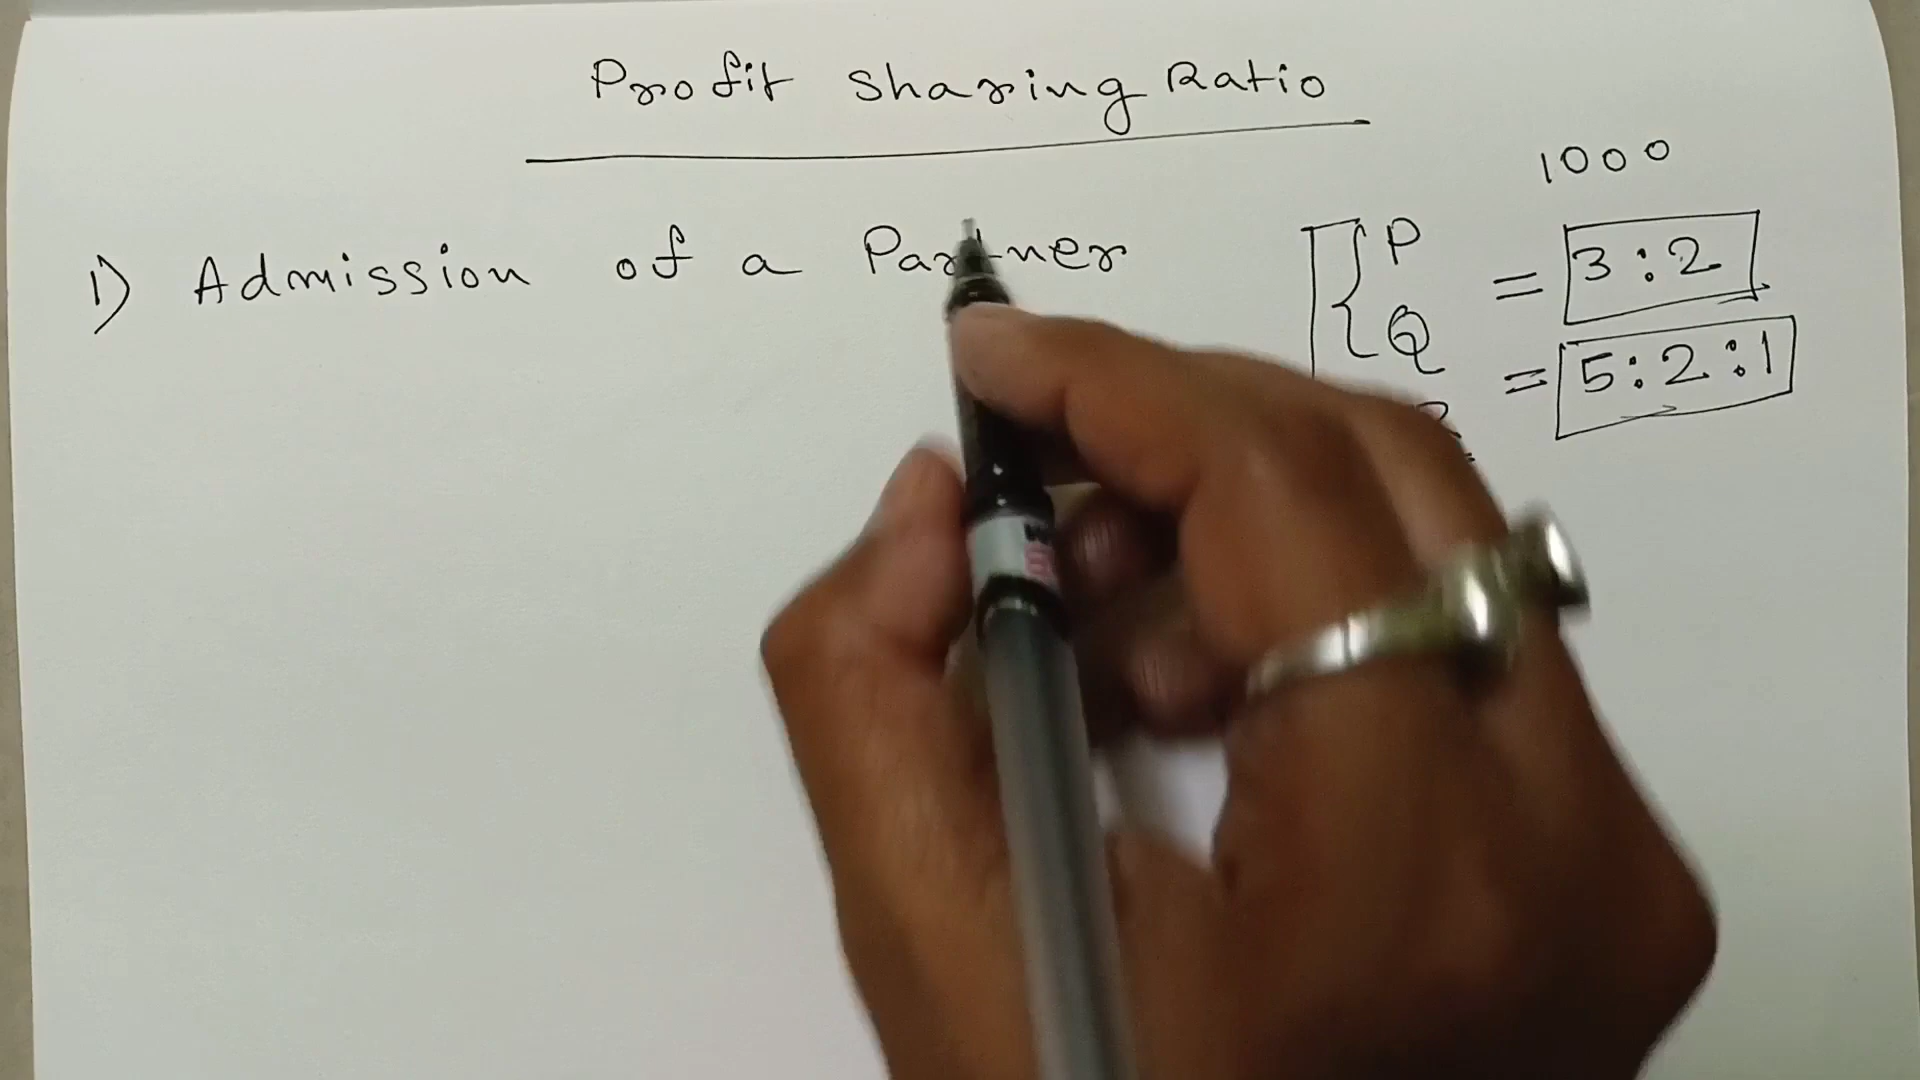 Profit Sharing Ratio
1000
1) Admission of a Partner
P
= 3:2
Q
= 5:2:1